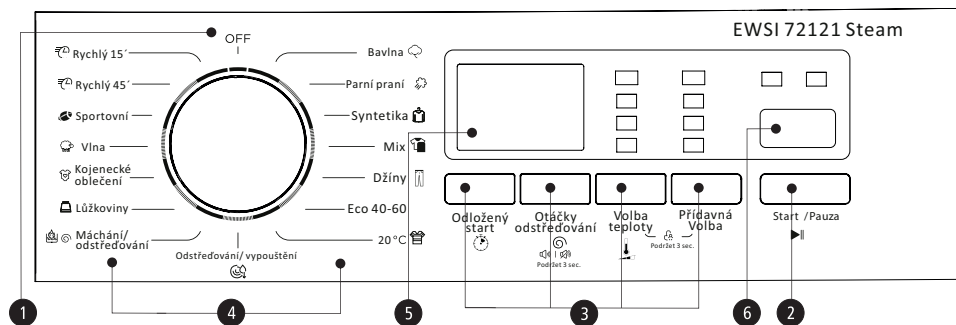 EWSI 72121 Steam
OFF
Rychlý 15´
Rychlý 45´
Sportovní
Vlna
Kojenecké
oblečení
Lůžkoviny
Máchání/
odstřeďování
Odstřeďování/ vypouštění
Bavlna
Parní praní
Syntetika
Mix
Džíny
Eco 40-60
20°C
Odložený
start
Otáčky
odstřeďování
Podržet 3 sec.
Volba
teploty
Přídavná
Volba
Podržet 3 sec.
Start /Pauza
1
4
5
3
6
2